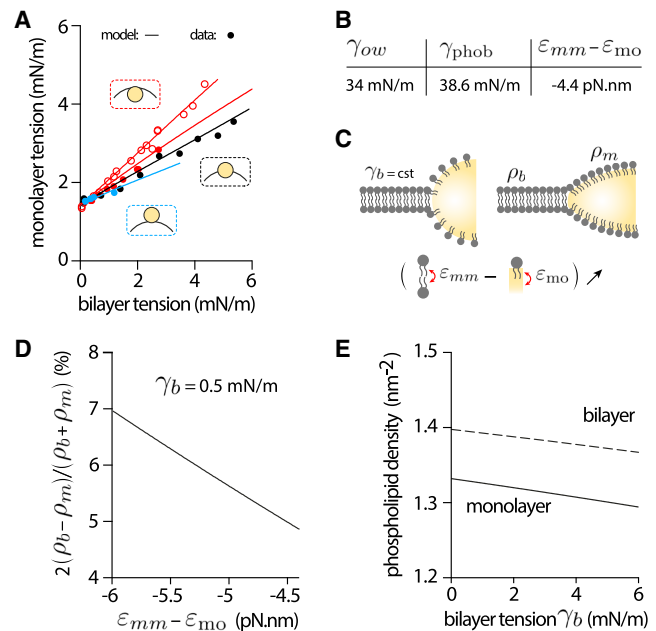 A
model: —
data: •
monolayer tension (mN/m)
6
4
2
0
0
2
4
6
bilayer tension (mN/m)
B
γow
γphob
εmm−εmo
34 mN/m
38.6 mN/m
-4.4 pN.nm
C
γb = cst
ρb
ρm
( εmm − εmo ) ↗
D
2(ρb−ρm)/(ρb+ρm) (%)
γb = 0.5 mN/m
8
7
6
5
4
-6
-5.5
-5
-4.5
εmm−εmo (pN.nm)
E
phospholipid density (nm-2)
1.5
1.4
1.3
1.2
bilayer
monolayer
0
2
4
6
bilayer tension γb (mN/m)